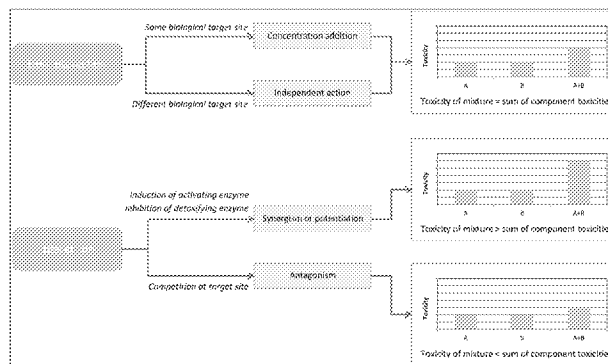 Same biological target site
Concentration addition
Independent action
Different biological target site
Toxicity
A
B
A+B
Toxicity of mixture = sum of component toxicities
Induction of activating enzyme
Inhibition of detoxifying enzyme
Synergism or potentiation
Toxicity
A
B
A+B
Toxicity of mixture > sum of component toxicities
Antagonism
Competition at target site
Toxicity
A
B
A+B
Toxicity of mixture < sum of component toxicities